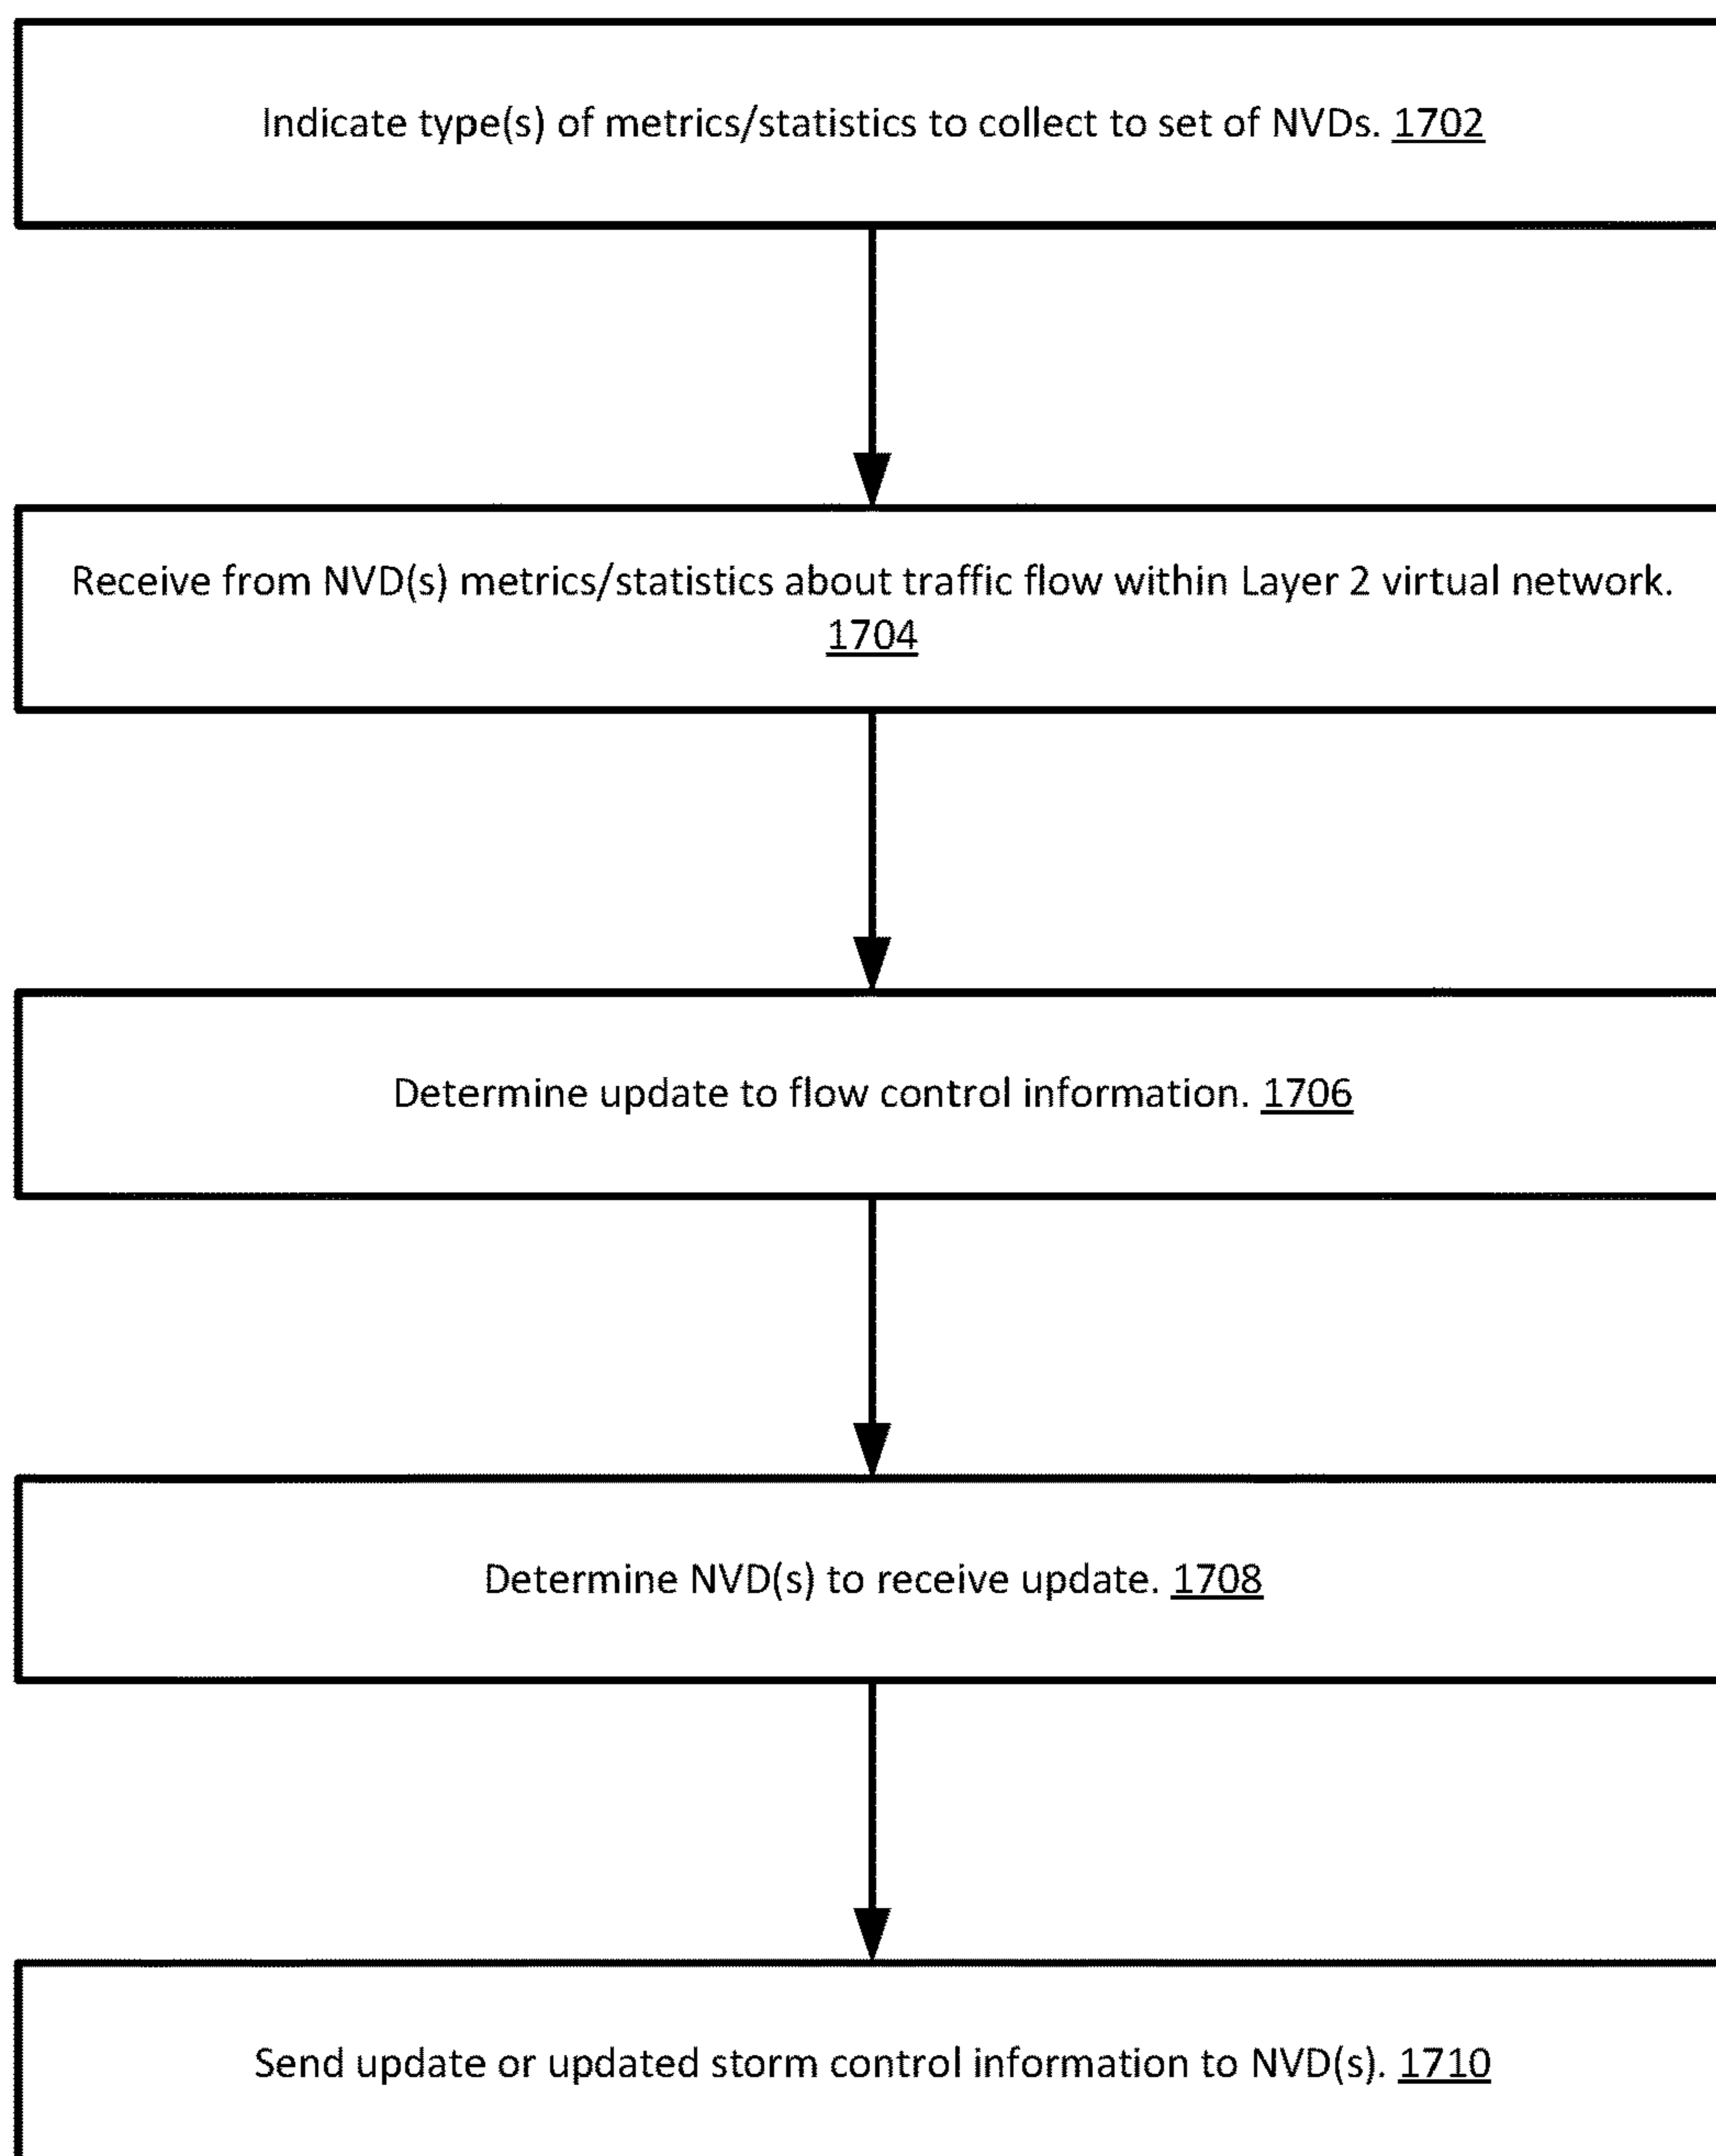 Indicate type(s) of metrics/statistics to collect to set of NVDs. 1702
Receive from NVD(s) metrics/statistics about traffic flow within Layer 2 virtual network.
1704
Determine update to flow control information. 1706
Determine NVD(s) to receive update. 1708
Send update or updated storm control information to NVD(s). 1710